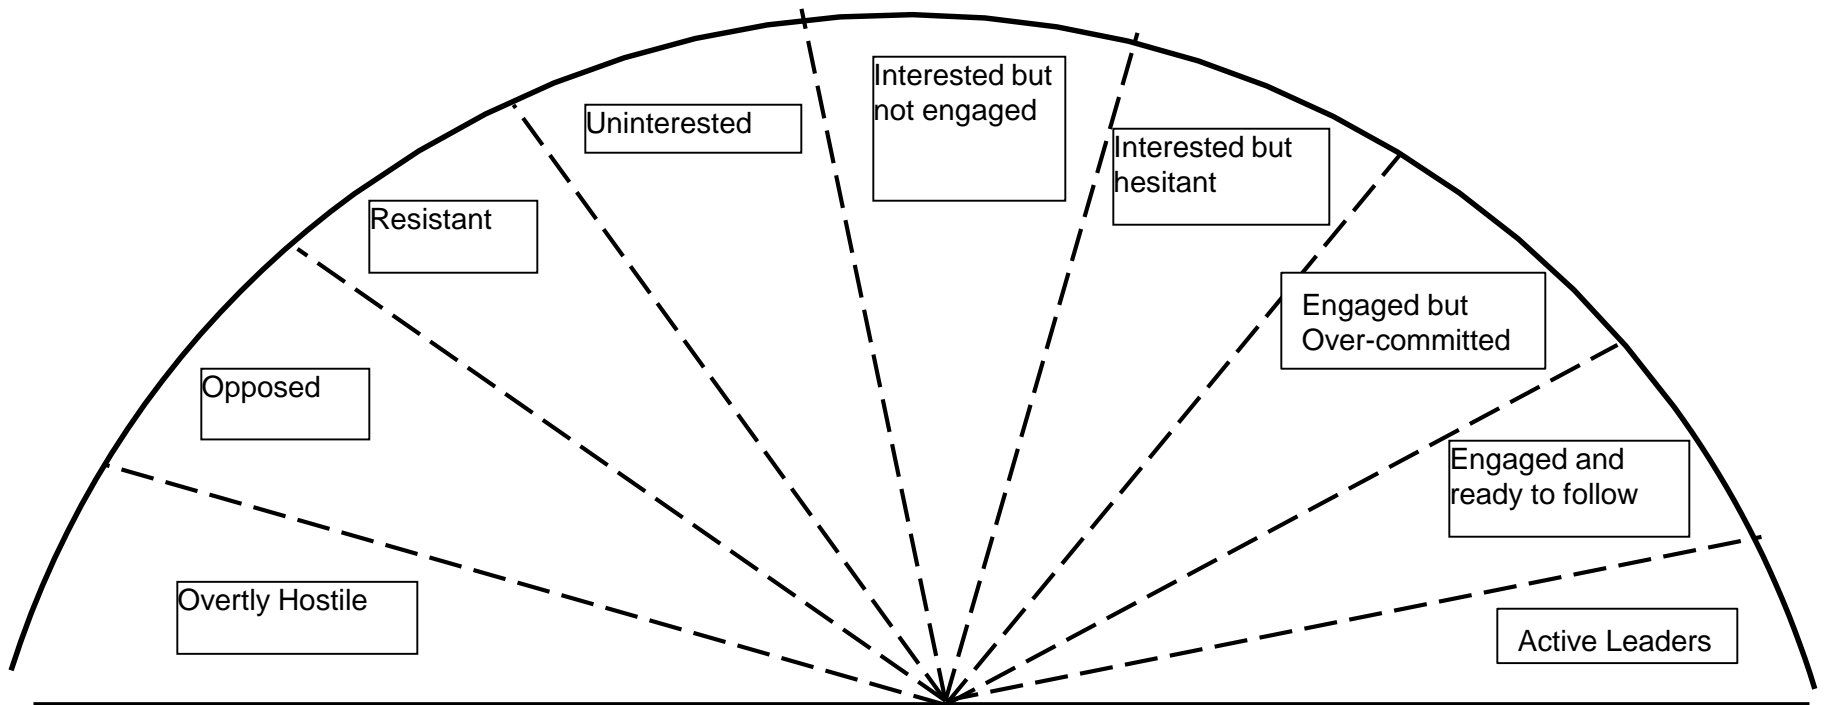 Overtly Hostile
Opposed
Resistant
Uninterested
Interested but
not engaged
Interested but
hesitant
Engaged but
Over-committed
Engaged and
ready to follow
Active Leaders